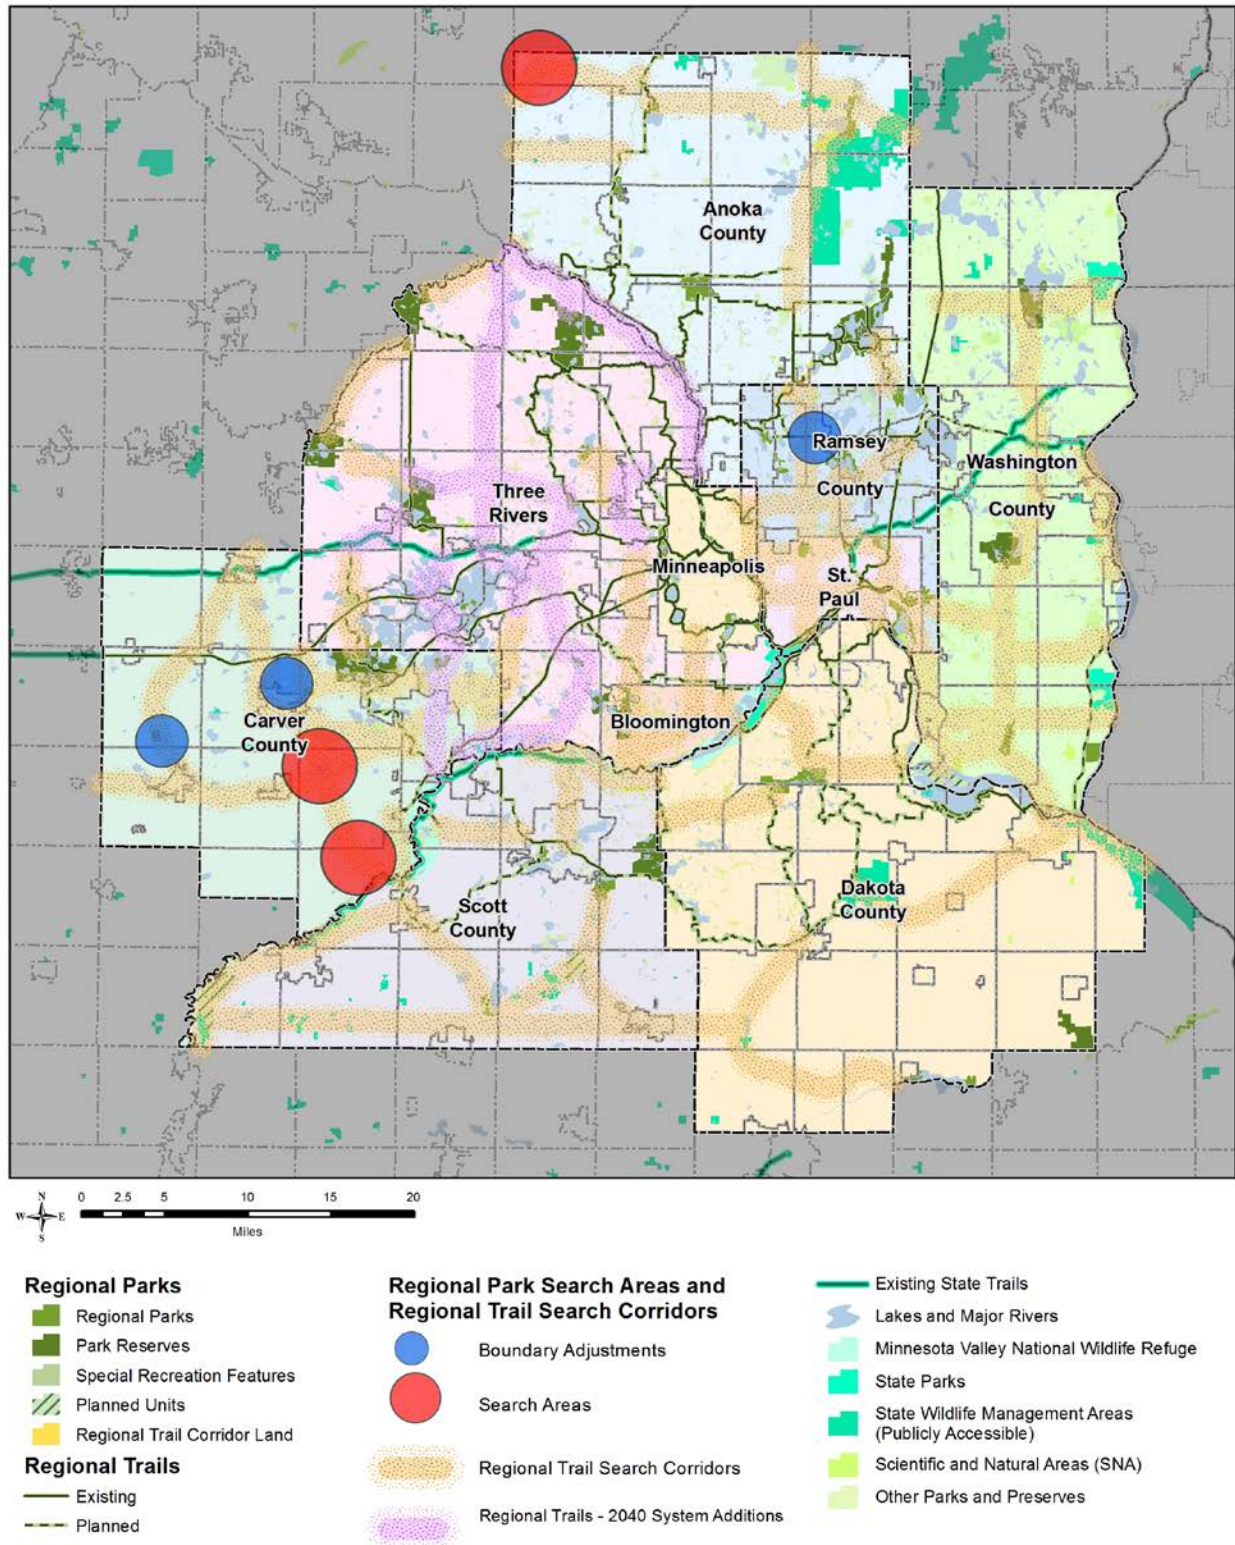 Anoka
County
Ramsey
County
Washington
County
Three
Rivers
Minneapolis
St.
Paul
Carver
County
Bloomington
Scott
County
Dakota
County
N
W E
S
0 2.5 5 10 15 20
Miles
Regional Parks
Regional Parks
Park Reserves
Special Recreation Features
Planned Units
Regional Trail Corridor Land
Regional Trails
Existing
Planned
Regional Park Search Areas and
Regional Trail Search Corridors
Boundary Adjustments
Search Areas
Regional Trail Search Corridors
Regional Trails - 2040 System Additions
Existing State Trails
Lakes and Major Rivers
Minnesota Valley National Wildlife Refuge
State Parks
State Wildlife Management Areas
(Publicly Accessible)
Scientific and Natural Areas (SNA)
Other Parks and Preserves